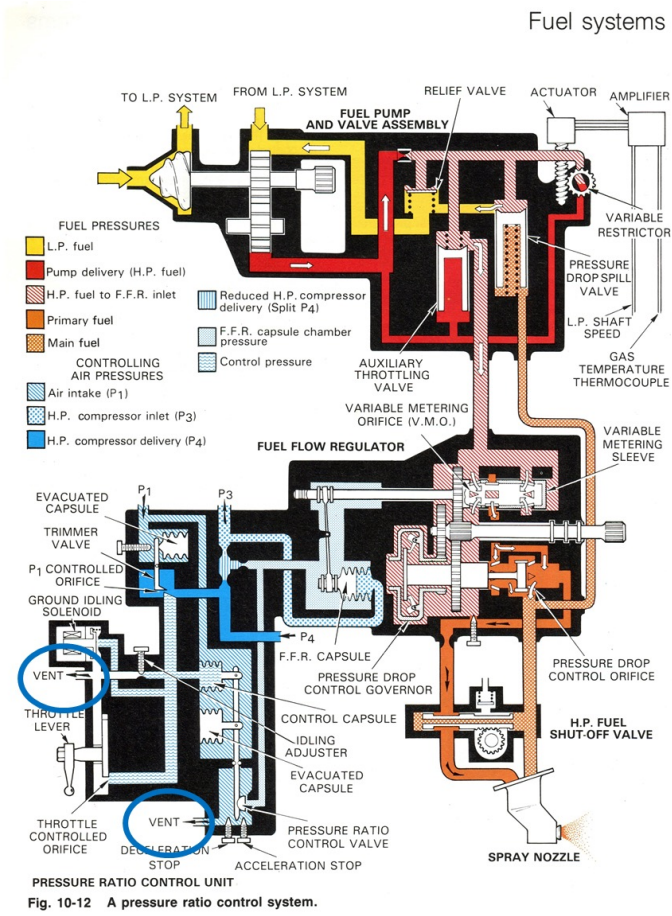 Fuel systems
TO L.P. SYSTEM
FROM L.P. SYSTEM
RELIEF VALVE
ACTUATOR
AMPLIFIER
FUEL PUMP
AND VALVE ASSEMBLY
FUEL PRESSURES
L.P. fuel
Pump delivery (H.P. fuel)
H.P. fuel to F.F.R. inlet
Primary fuel
Main fuel
CONTROLLING
AIR PRESSURES
Air intake (P1)
H.P. compressor inlet (P3)
H.P. compressor delivery (P4)
Reduced H.P. compressor
delivery (Split P4)
F.F.R. capsule chamber
pressure
Control pressure
VARIABLE
RESTRICTOR
PRESSURE
DROP SPILL
VALVE
L.P. SHAFT
SPEED
GAS
TEMPERATURE
THERMOCOUPLE
AUXILIARY
THROTTLING
VALVE
VARIABLE METERING
ORIFICE (V.M.O.)
VARIABLE
METERING
SLEEVE
FUEL FLOW REGULATOR
P1
P3
EVACUATED
CAPSULE
TRIMMER
VALVE
P1 CONTROLLED
ORIFICE
GROUND IDLING
SOLENOID
P4
F.F.R. CAPSULE
VENT
PRESSURE DROP
CONTROL GOVERNOR
PRESSURE DROP
CONTROL ORIFICE
THROTTLE
LEVER
CONTROL CAPSULE
IDLING
ADJUSTER
H.P. FUEL
SHUT-OFF VALVE
EVACUATED
CAPSULE
VENT
THROTTLE
CONTROLLED
ORIFICE
DECELERATION
STOP
PRESSURE RATIO
CONTROL VALVE
ACCELERATION STOP
SPRAY NOZZLE
PRESSURE RATIO CONTROL UNIT
Fig. 10-12 A pressure ratio control system.